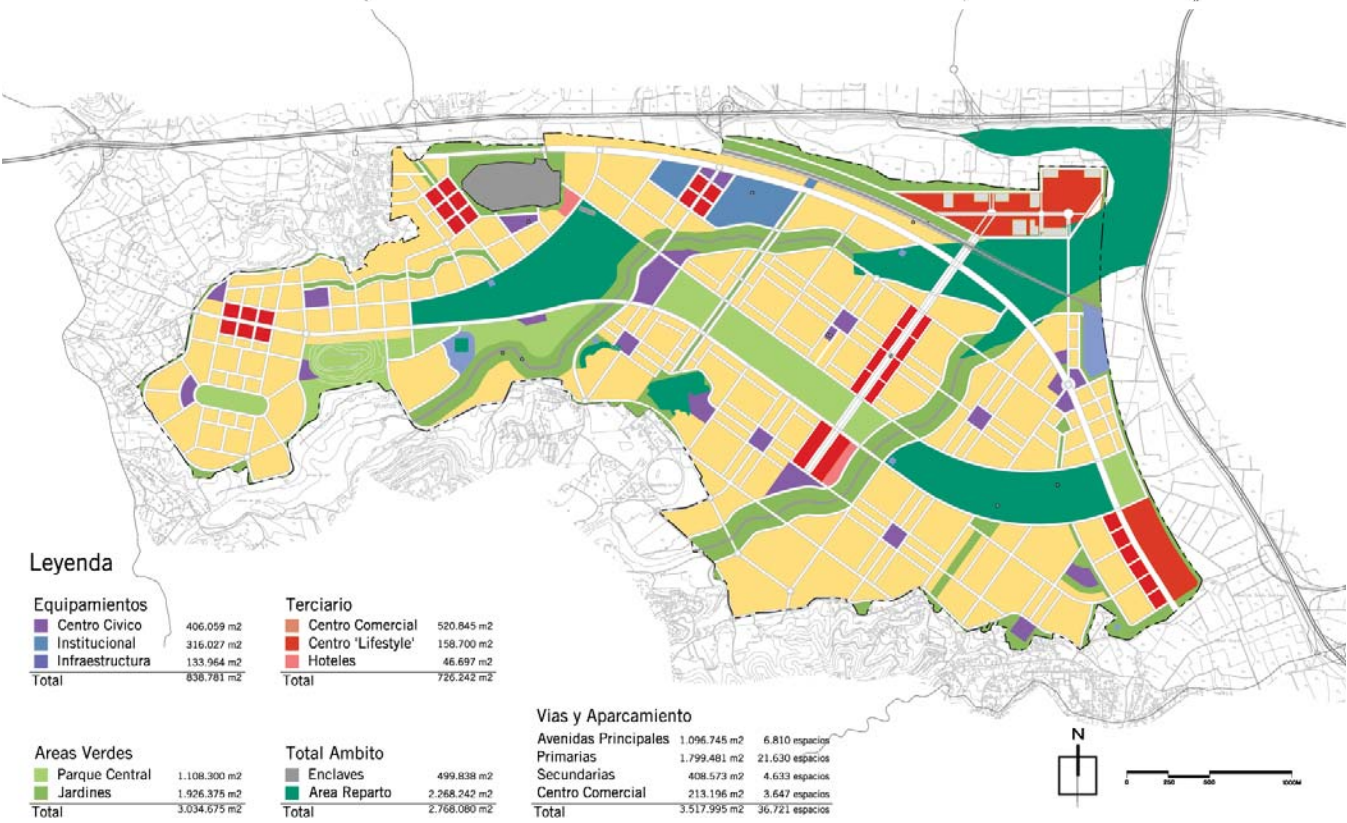 Leyenda
Equipamientos
Centro Civico 406.059 m2
Institucional 316.027 m2
Infraestructura 133.964 m2
Total 838.781 m2
Terciario
Centro Comercial 520.845 m2
Centro 'Lifestyle' 158.700 m2
Hoteles 46.697 m2
Total 726.242 m2
Areas Verdes
Parque Central 1.108.300 m2
Jardines 1.926.375 m2
Total 3.034.675 m2
Total Ambito
Enclaves 499.838 m2
Area Reparto 2.268.242 m2
Total 2.768.080 m2
Vias y Aparcamiento
Avenidas Principales 1.096.745 m2 6.810 espacios
Primarias 1.799.481 m2 21.630 espacios
Secundarias 408.573 m2 4.633 espacios
Centro Comercial 213.196 m2 3.647 espacios
Total 3.517.995 m2 36.721 espacios
N
0 250 500 1000M